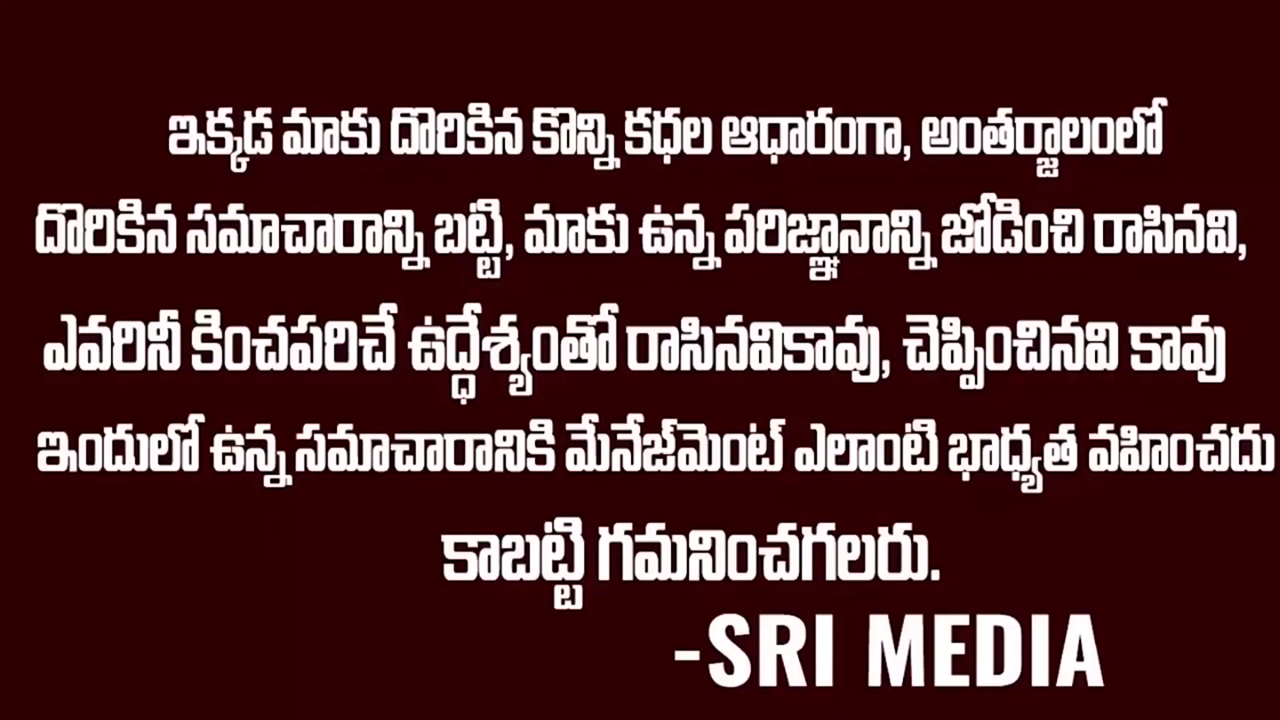 ఇక్కడ మాకు దొరికిన కొన్ని కధల ఆధారంగా, అంతర్జాలంలో
దొరికిన సమాచారాన్ని బట్టి, మాకు ఉన్న పరిజ్ఞానాన్ని జోడించి రాసినవి,
ఎవరినీ కించపరిచే ఉద్ధేశ్యంతో రాసినవికావు, చెప్పించినవి కావు
ఇందులో ఉన్న సమాచారానికి మేనేజ్‌మెంట్ ఎలాంటి భాధ్యత వహించదు
కాబట్టి గమనించగలరు.
-SRI MEDIA